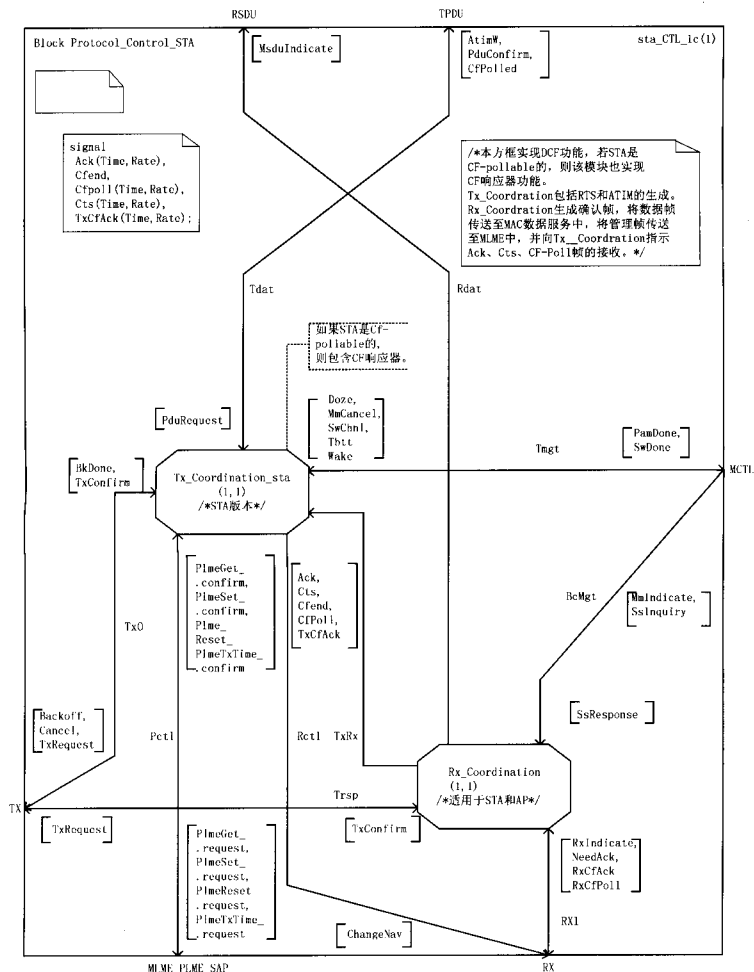 RSDU
TPDU
Block Protocol_Control_STA
sta_CTL_1c(1)
MsduIndicate
AtimW,
PduConfirm,
CfPolled
signal
Ack(Time,Rate),
Cfend,
Cfpoll(Time,Rate),
Cts(Time,Rate),
TxCfAck(Time,Rate);
/*本方框实现DCF功能，若STA是
CF-pollable的，则该模块也实现
CF响应器功能。
Tx_Coordration包括RTS和ATIM的生成。
Rx_Coordration生成确认帧，将数据帧
传送至MAC数据服务中，将管理帧传送
至MLME中，并向Tx__Coordration指示
Ack、Cts、CF-Poll帧的接收。*/
Tdat
Rdat
如果STA是Cf-
pollable的，
则包含CF响应器。
PduRequest
Doze,
MmCancel,
SwChnl,
Tbtt
Wake
PamDone,
SwDone
Tmgt
MCTL
BkDone,
TxConfirm
Tx_Coordination_sta
(1,1)
/*STA版本*/
PlmeGet_
.confirm,
PlmeSet_
.confirm,
Plme_
Reset_
PlmeTxTime_
.confirm
Ack,
Cts,
Cfend,
CfPoll,
TxCfAck
BcMgt
MmIndicate,
SsInquiry
TxO
SsResponse
Backoff,
Cancel,
TxRequest
Pctl
Rctl
TxRx
Rx_Coordination
(1,1)
/*适用于STA和AP*/
Trsp
TX
TxRequest
TxConfirm
PlmeGet_
.request,
PlmeSet_
.request,
PlmeReset
.request,
PlmeTxTime_
.request
RxIndicate,
NeedAck,
RxCfAck
RxCfPoll
ChangeNav
RX1
MLME_PLME_SAP
RX